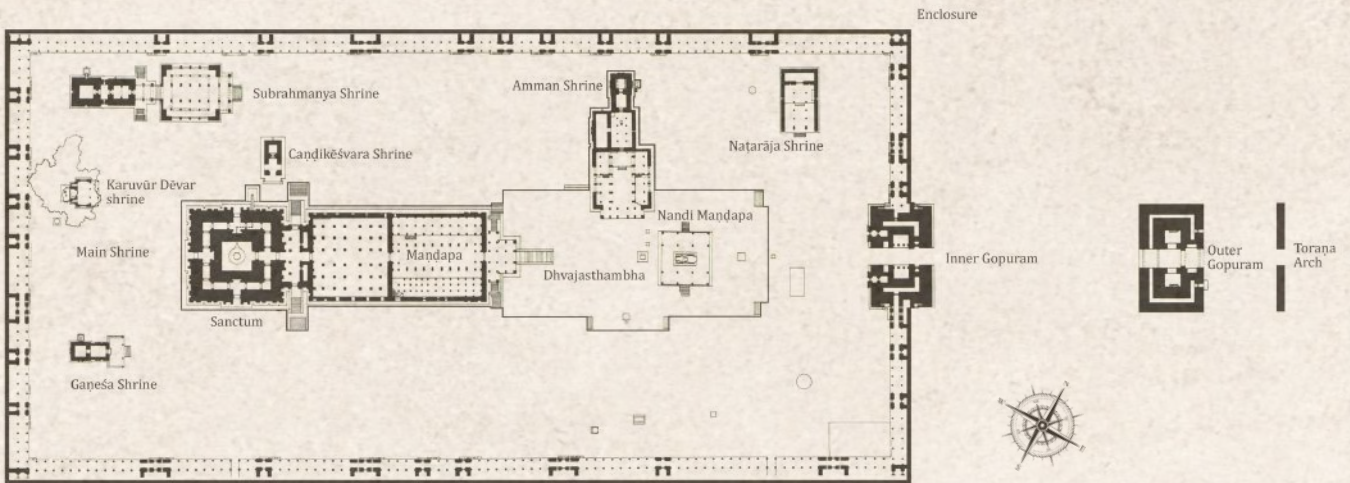 Enclosure
Subrahmanya Shrine
Amman Shrine
Naṭarāja Shrine
Caṇḍikēśvara Shrine
Karuvūr Dēvar
shrine
Nandi Maṇḍapa
Main Shrine
Maṇḍapa
Dhvajasthambha
Inner Gopuram
Outer
Gopuram
Toraṇa
Arch
Sanctum
Gaṇeśa Shrine